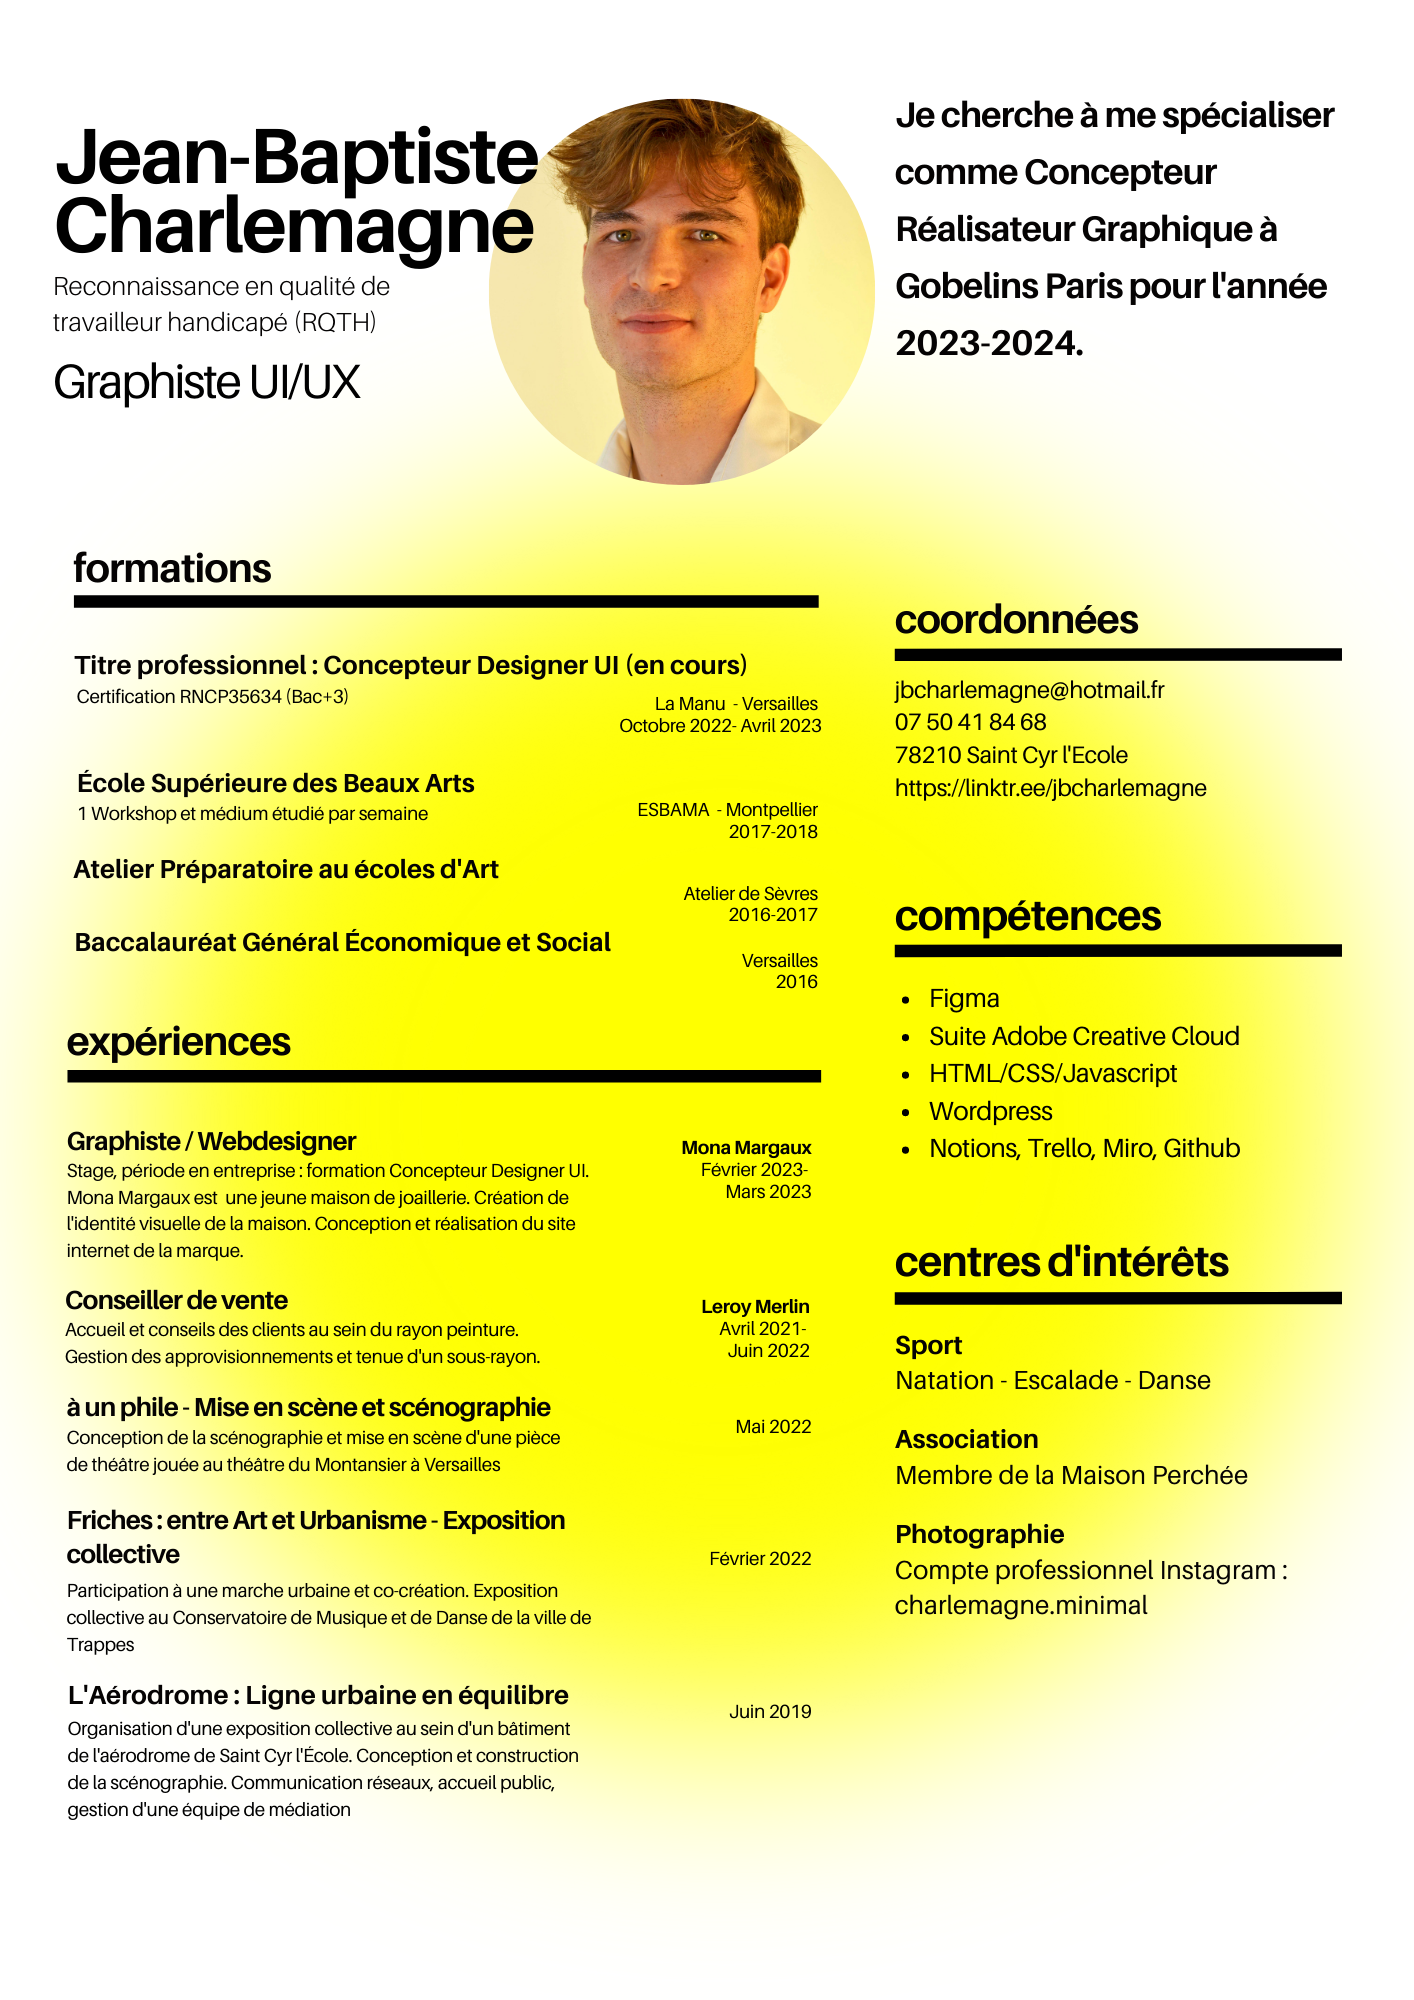 Jean-Baptiste
Charlemagne
Reconnaissance en qualité de
travailleur handicapé (RQTH)
Graphiste UI/UX
Je cherche à me spécialiser
comme Concepteur
Réalisateur Graphique à
Gobelins Paris pour l'année
2023-2024.
formations
Titre professionnel : Concepteur Designer UI (en cours)
Certification RNCP35634 (Bac+3)
La Manu - Versailles
Octobre 2022- Avril 2023
École Supérieure des Beaux Arts
1 Workshop et médium étudié par semaine
ESBAMA - Montpellier
2017-2018
Atelier Préparatoire au écoles d'Art
Atelier de Sèvres
2016-2017
Baccalauréat Général Économique et Social
Versailles
2016
expériences
Graphiste / Webdesigner
Stage, période en entreprise : formation Concepteur Designer UI.
Mona Margaux est une jeune maison de joaillerie. Création de
l'identité visuelle de la maison. Conception et réalisation du site
internet de la marque.
Mona Margaux
Février 2023-
Mars 2023
Conseiller de vente
Accueil et conseils des clients au sein du rayon peinture.
Gestion des approvisionnements et tenue d'un sous-rayon.
Leroy Merlin
Avril 2021-
Juin 2022
à un phile - Mise en scène et scénographie
Conception de la scénographie et mise en scène d'une pièce
de théâtre jouée au théâtre du Montansier à Versailles
Mai 2022
Friches : entre Art et Urbanisme - Exposition
collective
Participation à une marche urbaine et co-création. Exposition
collective au Conservatoire de Musique et de Danse de la ville de
Trappes
Février 2022
L'Aérodrome : Ligne urbaine en équilibre
Organisation d'une exposition collective au sein d'un bâtiment
de l'aérodrome de Saint Cyr l'École. Conception et construction
de la scénographie. Communication réseaux, accueil public,
gestion d'une équipe de médiation
Juin 2019
coordonnées
jbcharlemagne@hotmail.fr
07 50 41 84 68
78210 Saint Cyr l'Ecole
https://linktr.ee/jbcharlemagne
compétences
• Figma
• Suite Adobe Creative Cloud
• HTML/CSS/Javascript
• Wordpress
• Notions, Trello, Miro, Github
centres d'intérêts
Sport
Natation - Escalade - Danse
Association
Membre de la Maison Perchée
Photographie
Compte professionnel Instagram :
charlemagne.minimal